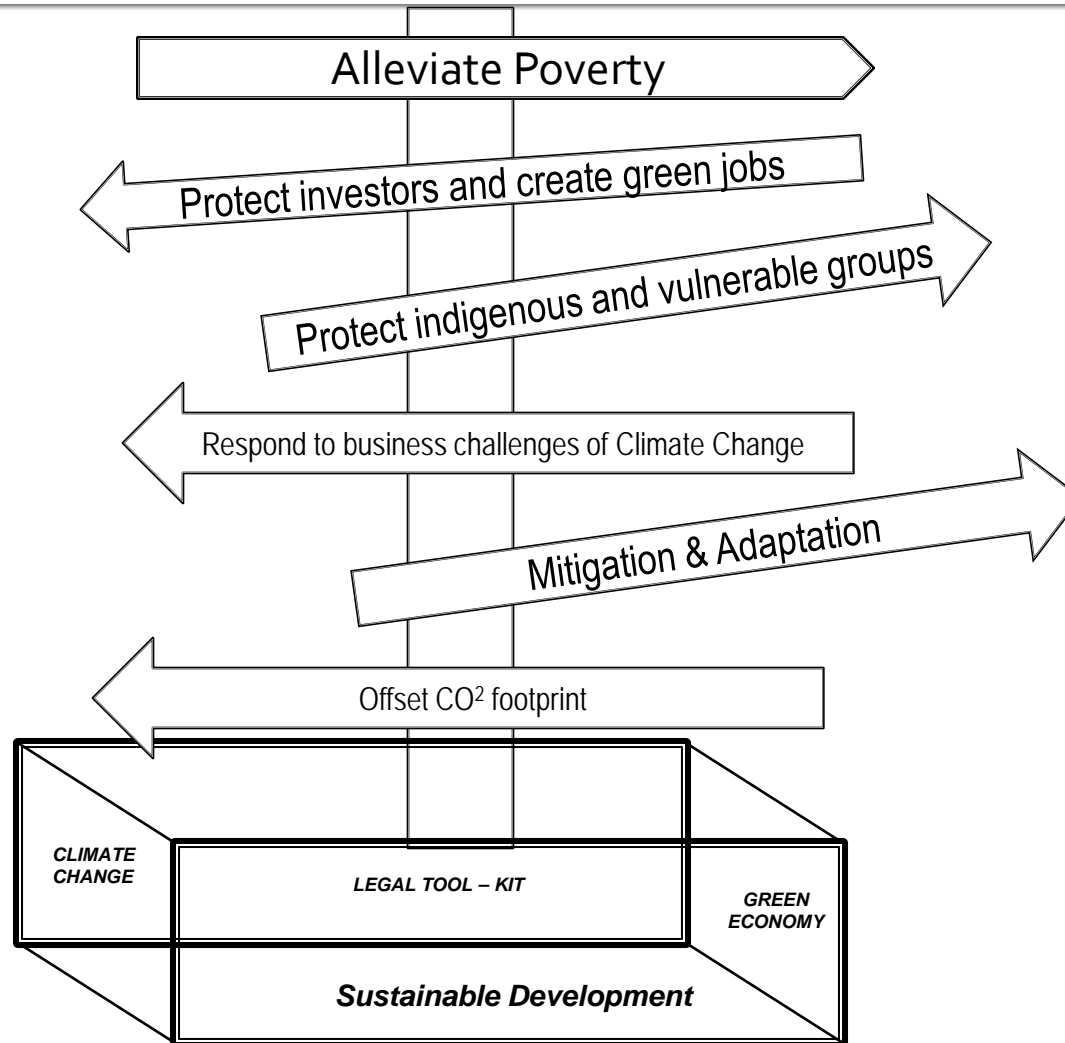 Alleviate Poverty
Protect investors and create green jobs
Protect indigenous and vulnerable groups
Respond to business challenges of Climate Change
Mitigation & Adaptation
Offset CO² footprint
CLIMATE
CHANGE
LEGAL TOOL – KIT
GREEN
ECONOMY
Sustainable Development